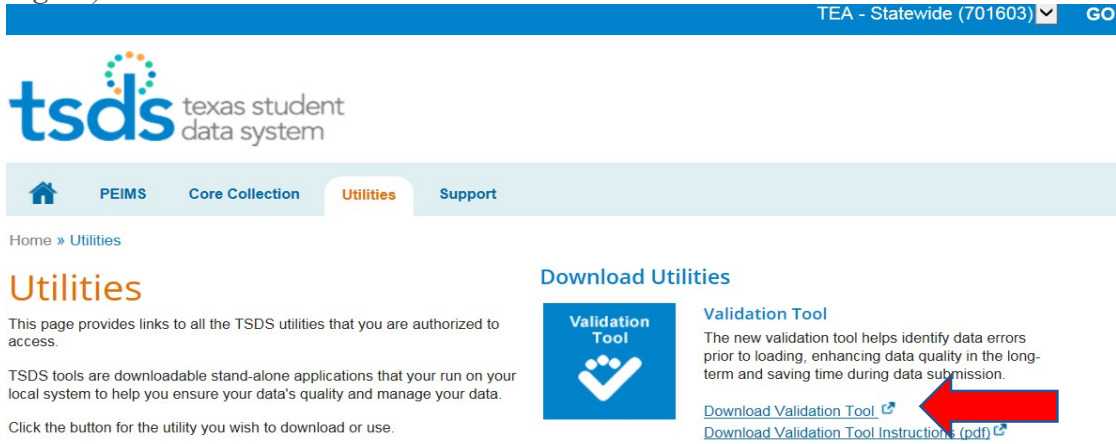 TEA - Statewide (701603) GO
tsds texas student
data system
PEIMS Core Collection Utilities Support
Home » Utilities
Utilities
This page provides links to all the TSDS utilities that you are authorized to
access.
TSDS tools are downloadable stand-alone applications that your run on your
local system to help you ensure your data's quality and manage your data.
Click the button for the utility you wish to download or use.
Download Utilities
Validation
Tool
Validation Tool
The new validation tool helps identify data errors
prior to loading, enhancing data quality in the long-
term and saving time during data submission.
Download Validation Tool
Download Validation Tool Instructions (pdf)